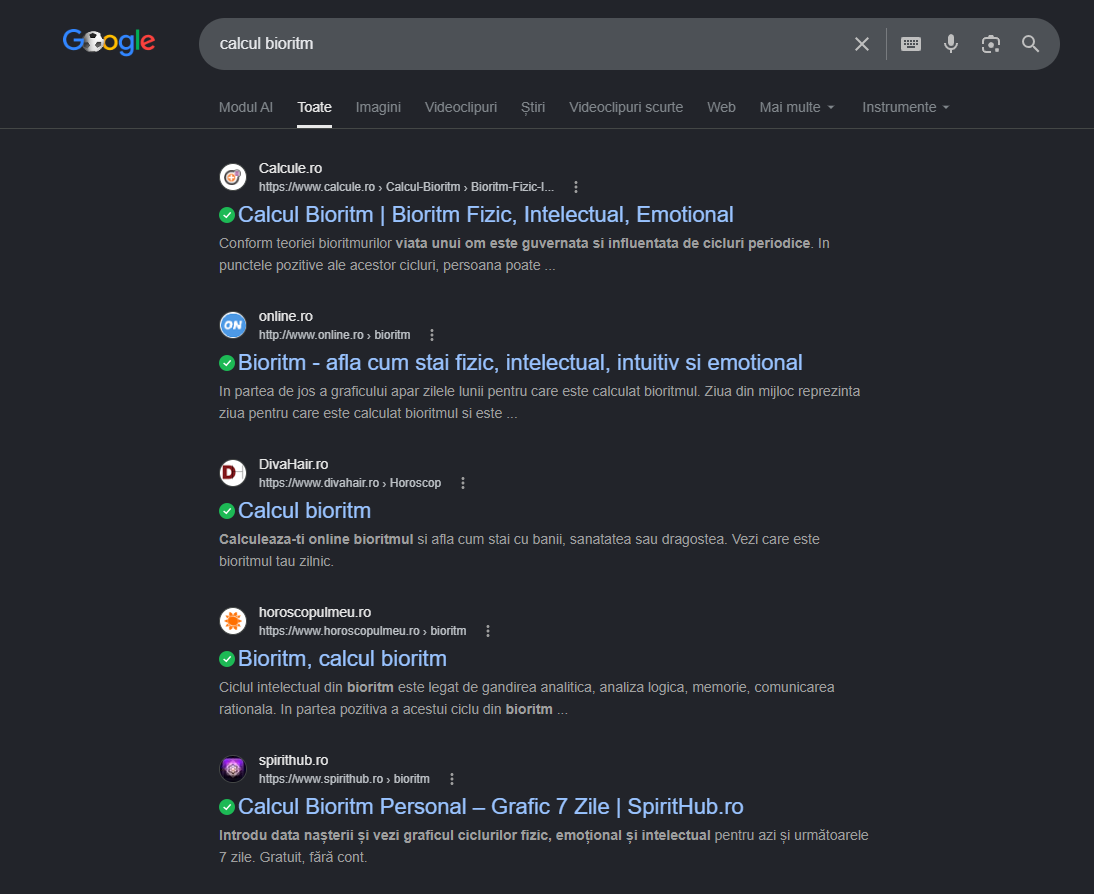 Google
calcul bioritm
Modul AI Toate Imagini Videoclipuri Știri Videoclipuri scurte Web Mai multe Instrumente
Calcule.ro
https://www.calcule.ro › Calcul-Bioritm › Bioritm-Fizic-I...
Calcul Bioritm | Bioritm Fizic, Intelectual, Emotional
Conform teoriei bioritmurilor viata unui om este guvernata si influentata de cicluri periodice. In
punctele pozitive ale acestor cicluri, persoana poate ...
ON
online.ro
http://www.online.ro › bioritm
Bioritm - afla cum stai fizic, intelectual, intuitiv si emotional
In partea de jos a graficului apar zilele lunii pentru care este calculat bioritmul. Ziua din mijloc reprezinta
ziua pentru care este calculat bioritmul si este ...
DivaHair.ro
https://www.divahair.ro › Horoscop
Calcul bioritm
Calculeaza-ti online bioritmul si afla cum stai cu banii, sanatatea sau dragostea. Vezi care este
bioritmul tau zilnic.
horoscopulmeu.ro
https://www.horoscopulmeu.ro › bioritm
Bioritm, calcul bioritm
Ciclul intelectual din bioritm este legat de gandirea analitica, analiza logica, memorie, comunicarea
rationala. In partea pozitiva a acestui ciclu din bioritm ...
spirithub.ro
https://www.spirithub.ro › bioritm
Calcul Bioritm Personal – Grafic 7 Zile | SpiritHub.ro
Introdu data nașterii și vezi graficul ciclurilor fizic, emoțional și intelectual pentru azi și următoarele
7 zile. Gratuit, fără cont.